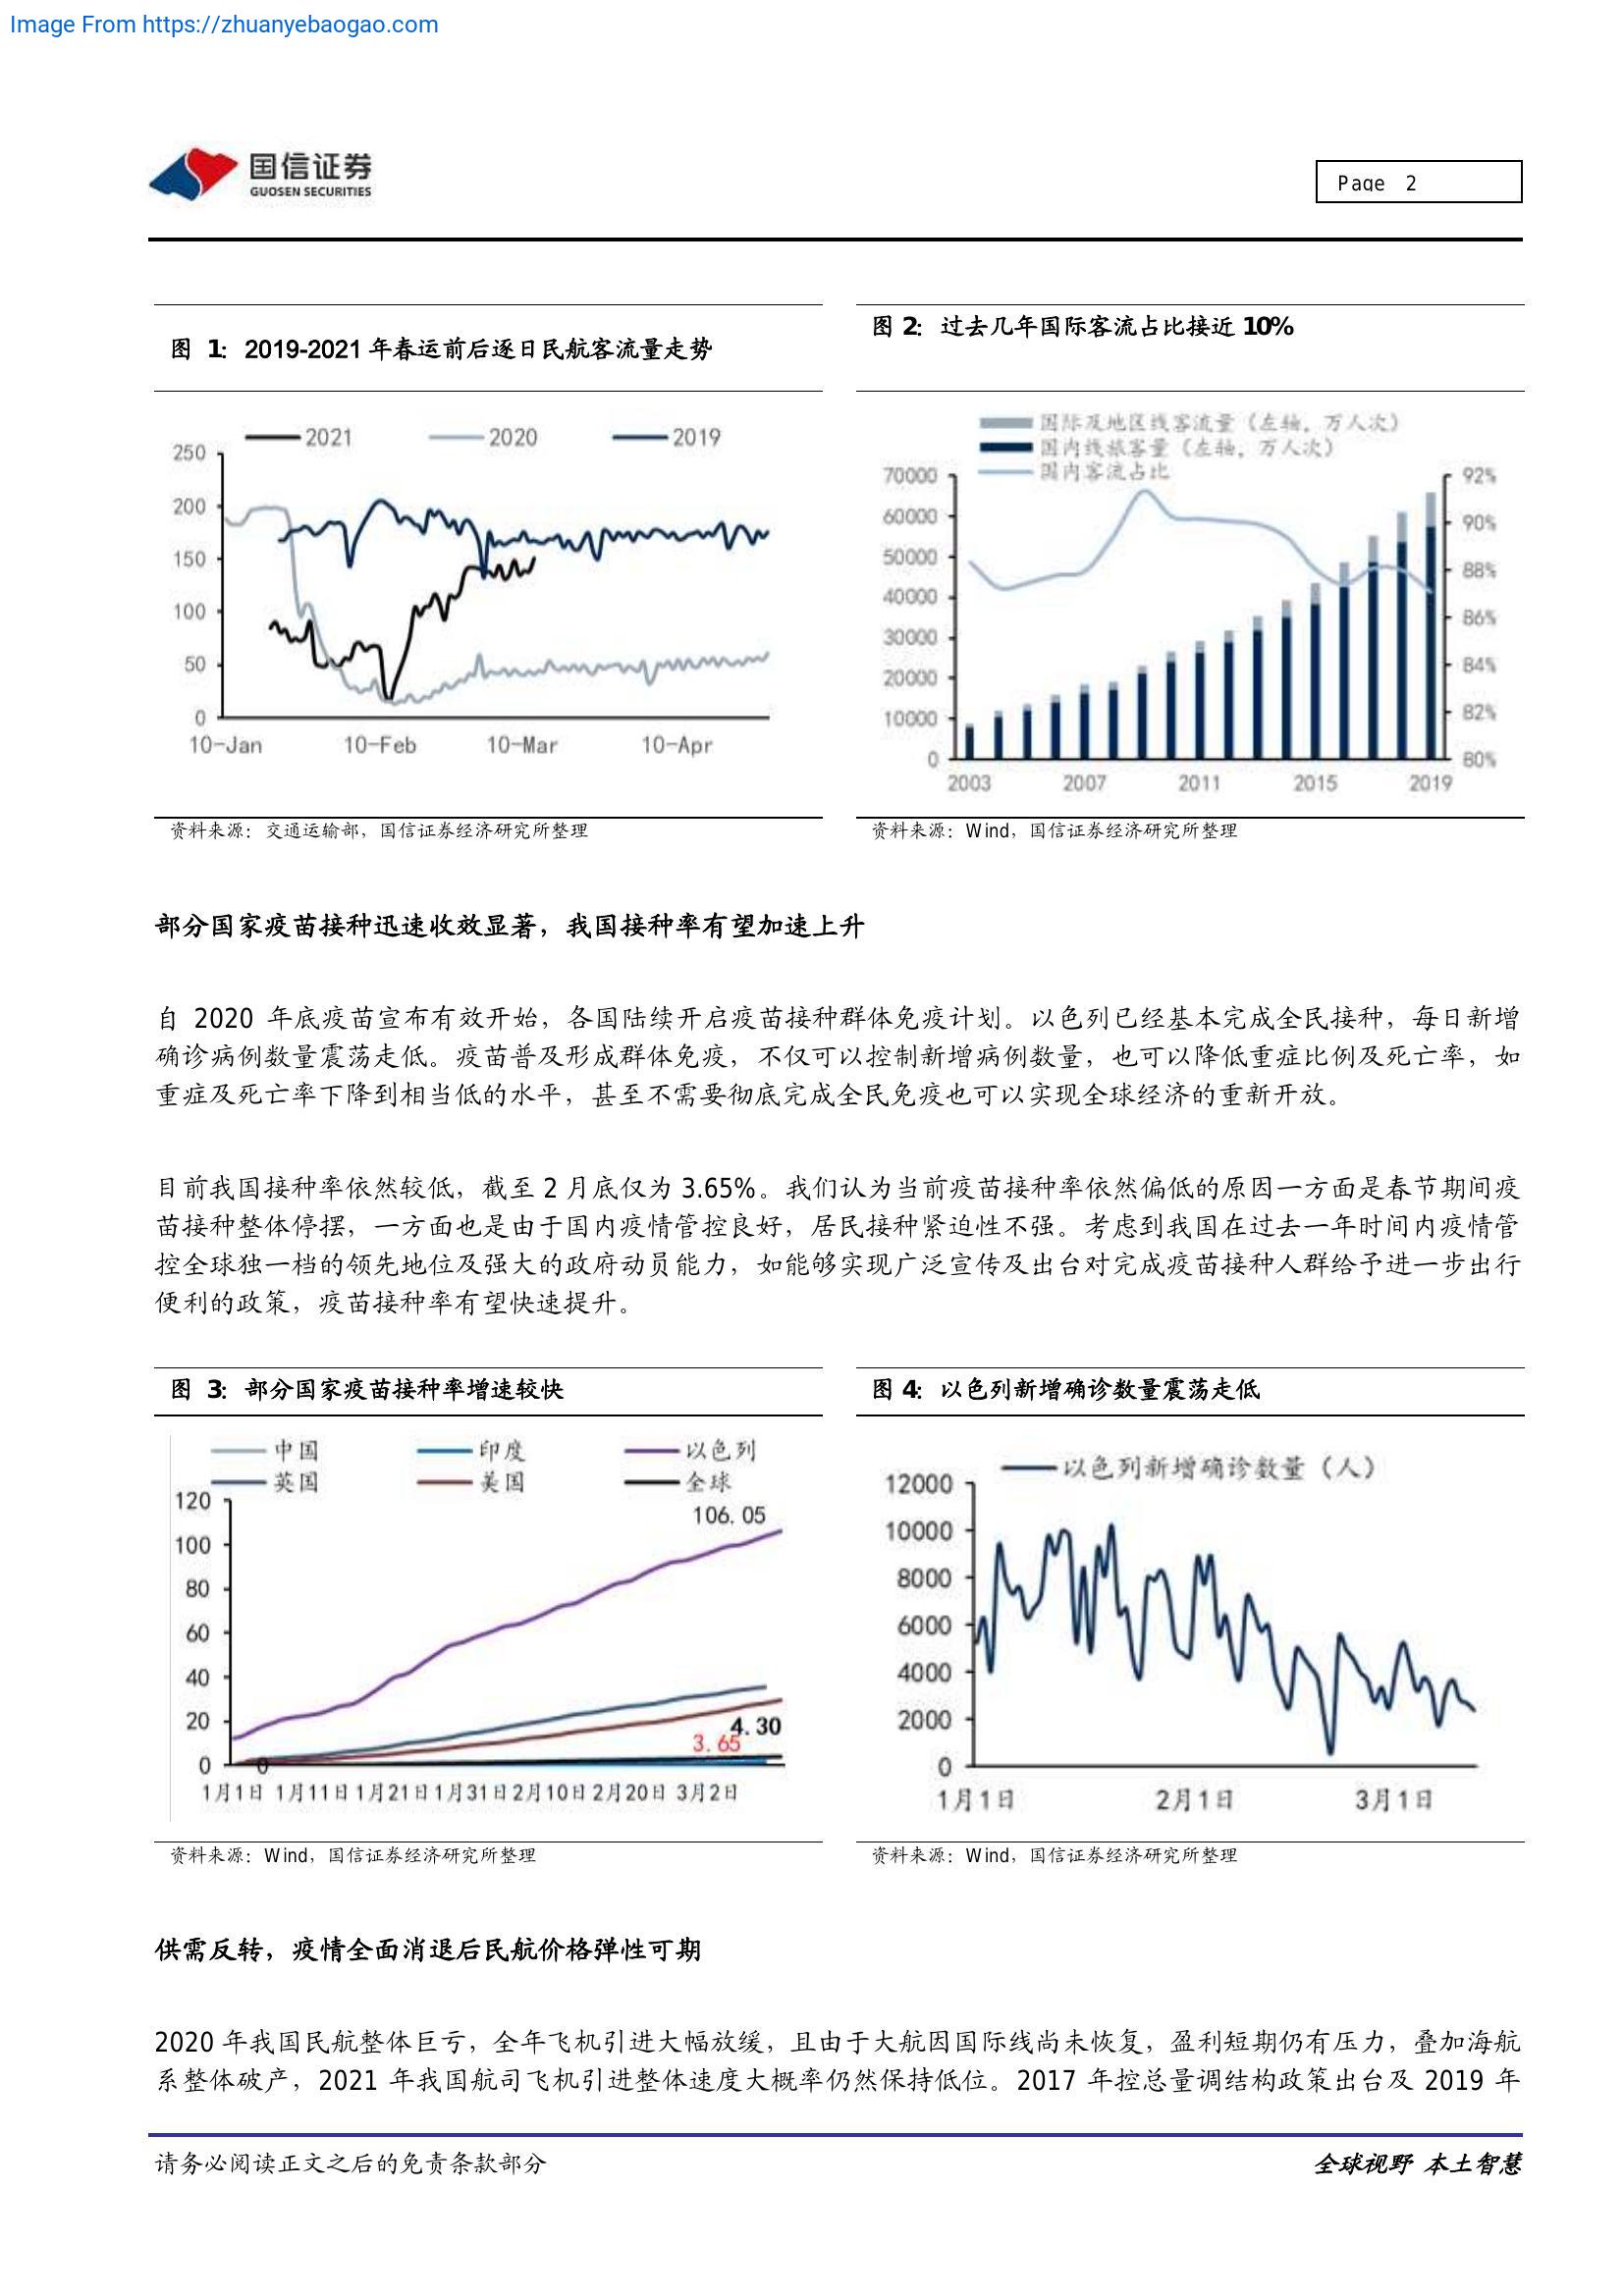 Image From https://zhuanyebaogao.com
国信证券
GUOSEN SECURITIES
Page 2
图 1: 2019-2021 年春运前后逐日民航客流量走势
2021 2020 2019
250
200
150
100
50
0
10-Jan 10-Feb 10-Mar 10-Apr
资料来源：交通运输部，国信证券经济研究所整理
图 2: 过去几年国际客流占比接近 10%
国际及地区线客流量（左轴，万人次）
国内线旅客量（左轴，万人次）
国内客流占比
70000 92%
60000 90%
50000 88%
40000 86%
30000 84%
20000 82%
10000 80%
0
2003 2007 2011 2015 2019
资料来源：Wind，国信证券经济研究所整理
部分国家疫苗接种迅速收效显著，我国接种率有望加速上升
自 2020 年底疫苗宣布有效开始，各国陆续开启疫苗接种群体免疫计划。以色列已经基本完成全民接种，每日新增
确诊病例数量震荡走低。疫苗普及形成群体免疫，不仅可以控制新增病例数量，也可以降低重症比例及死亡率，如
重症及死亡率下降到相当低的水平，甚至不需要彻底完成全民免疫也可以实现全球经济的重新开放。
目前我国接种率依然较低，截至 2 月底仅为 3.65%。我们认为当前疫苗接种率依然偏低的原因一方面是春节期间疫
苗接种整体停摆，一方面也是由于国内疫情管控良好，居民接种紧迫性不强。考虑到我国在过去一年时间内疫情管
控全球独一档的领先地位及强大的政府动员能力，如能够实现广泛宣传及出台对完成疫苗接种人群给予进一步出行
便利的政策，疫苗接种率有望快速提升。
图 3: 部分国家疫苗接种率增速较快
中国 印度 以色列
英国 美国 全球
120
100
80
60
40
20
0
106.05
4.30
3.65
0
1月1日 1月11日 1月21日 1月31日 2月10日 2月20日 3月2日
资料来源：Wind，国信证券经济研究所整理
图 4: 以色列新增确诊数量震荡走低
以色列新增确诊数量（人）
12000
10000
8000
6000
4000
2000
0
1月1日 2月1日 3月1日
资料来源：Wind，国信证券经济研究所整理
供需反转，疫情全面消退后民航价格弹性可期
2020 年我国民航整体巨亏，全年飞机引进大幅放缓，且由于大航因国际线尚未恢复，盈利短期仍有压力，叠加海航
系整体破产，2021 年我国航司飞机引进整体速度大概率仍然保持低位。2017 年控总量调结构政策出台及 2019 年
请务必阅读正文之后的免责条款部分
全球视野 本土智慧